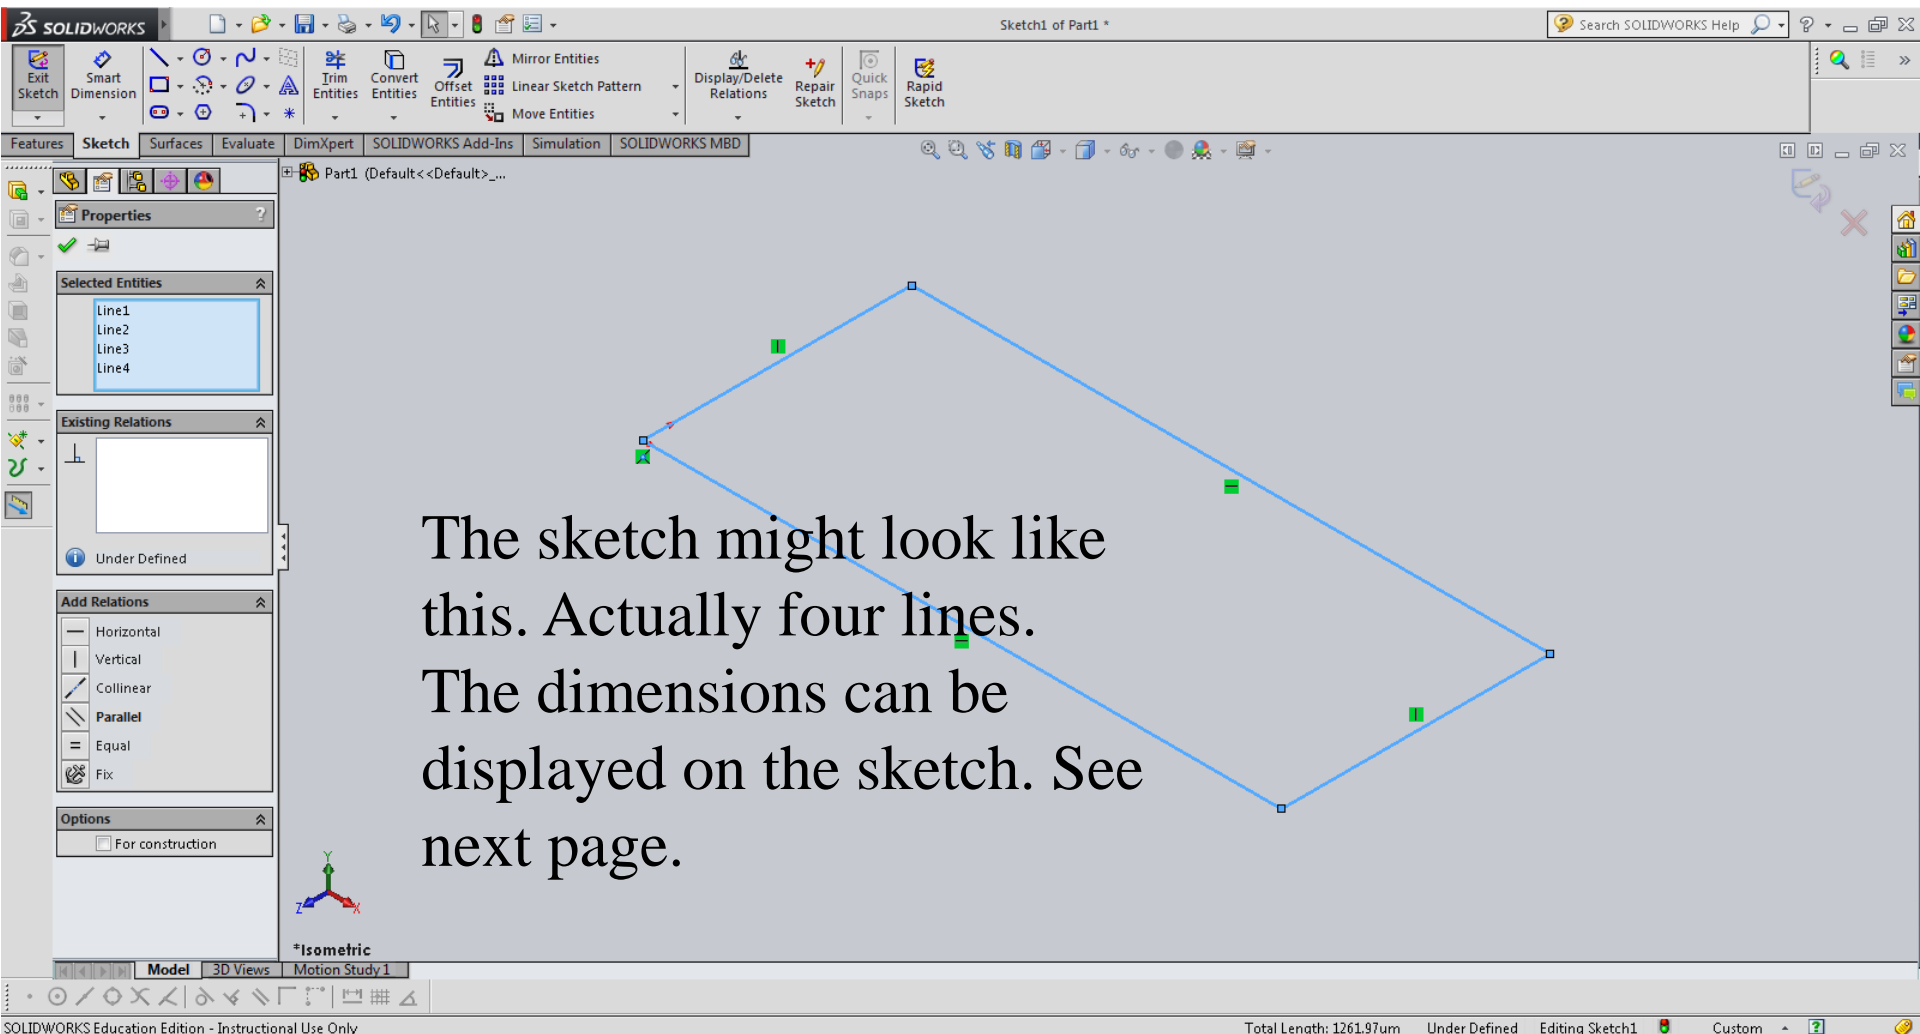 SOLIDWORKS
Sketch1 of Part1 *
Search SOLIDWORKS Help
Exit Sketch
Smart Dimension
Trim Entities
Convert Entities
Offset Entities
Mirror Entities
Linear Sketch Pattern
Move Entities
Display/Delete Relations
Repair Sketch
Quick Snaps
Rapid Sketch
Features Sketch Surfaces Evaluate DimXpert SOLIDWORKS Add-Ins Simulation SOLIDWORKS MBD
Part1 (Default<<Default>_...
Properties ?
Selected Entities
Line1
Line2
Line3
Line4
Existing Relations
Under Defined
Add Relations
Horizontal
Vertical
Collinear
Parallel
Equal
Fix
Options
For construction
The sketch might look like
this. Actually four lines.
The dimensions can be
displayed on the sketch. See
next page.
Y
Z X
*Isometric
Model 3D Views Motion Study 1
SOLIDWORKS Education Edition - Instructional Use Only
Total Length: 1261.97um Under Defined Editing Sketch1 Custom